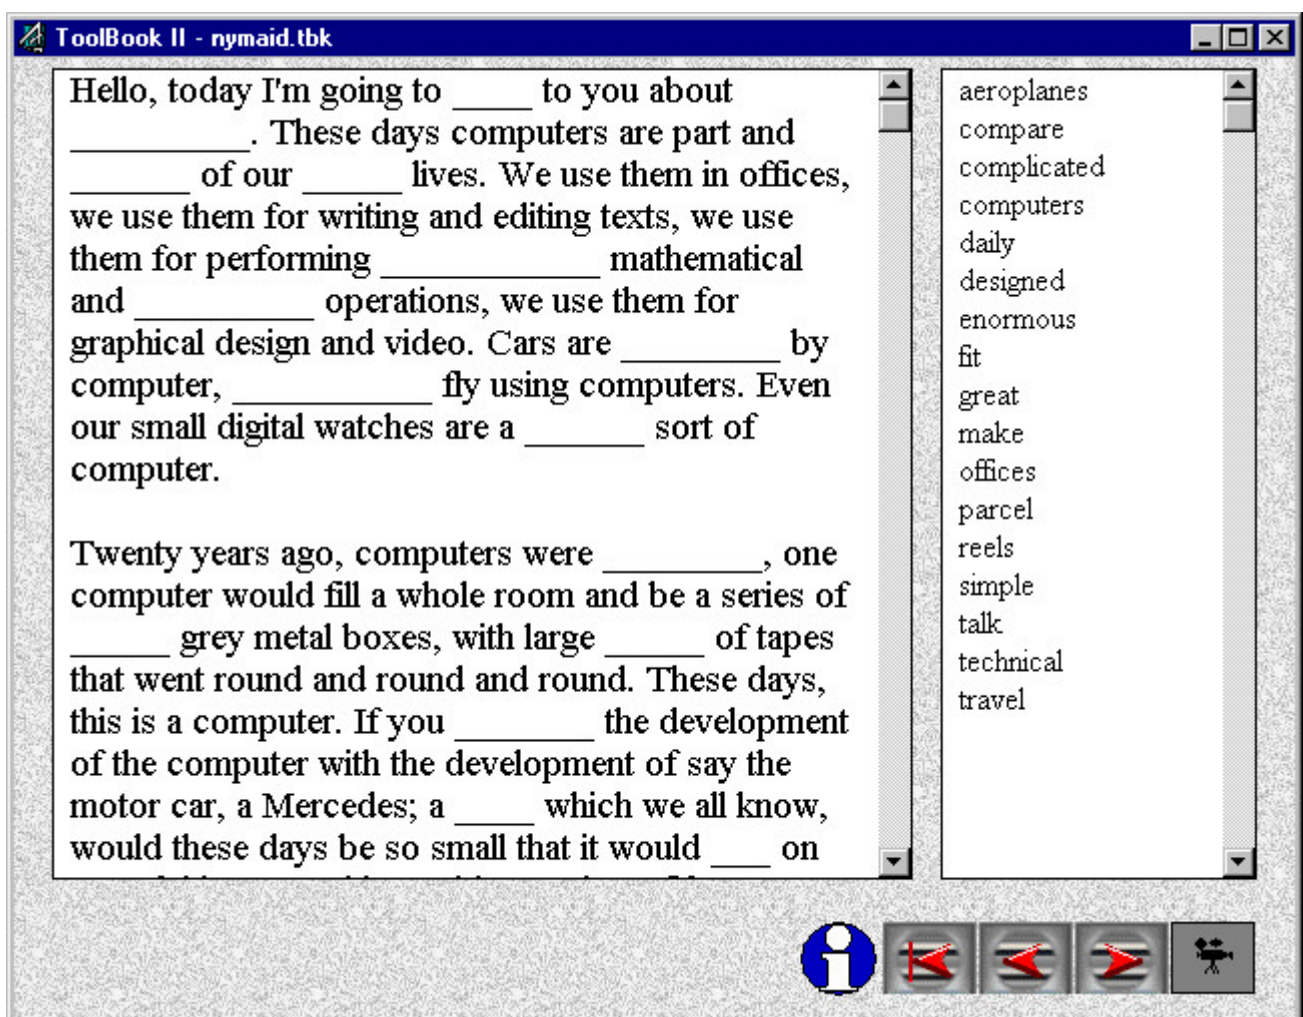 ToolBook II - nymaid.tbk
Hello, today I'm going to ____ to you about
_________. These days computers are part and
______ of our _____ lives. We use them in offices,
we use them for writing and editing texts, we use
them for performing ___________ mathematical
and _________ operations, we use them for
graphical design and video. Cars are ________ by
computer, __________ fly using computers. Even
our small digital watches are a ______ sort of
computer.
Twenty years ago, computers were ________, one
computer would fill a whole room and be a series of
_____ grey metal boxes, with large _____ of tapes
that went round and round and round. These days,
this is a computer. If you _______ the development
of the computer with the development of say the
motor car, a Mercedes; a ____ which we all know,
would these days be so small that it would ___ on
aeroplanes
compare
complicated
computers
daily
designed
enormous
fit
great
make
offices
parcel
reels
simple
talk
technical
travel